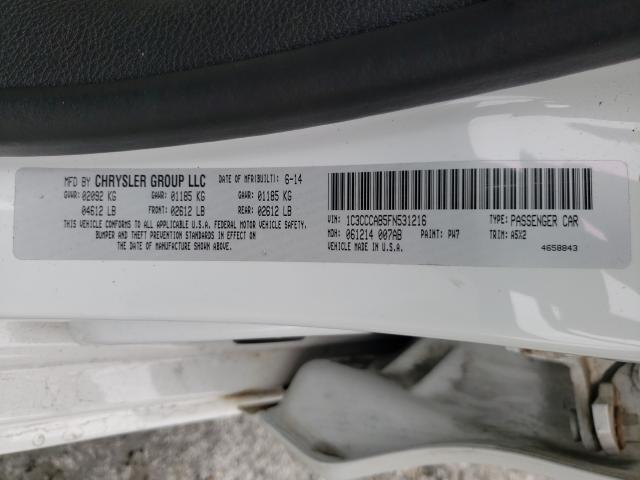 MFD BY CHRYSLER GROUP LLC DATE OF MFR(BUILT): 6-14
GVWR: 02092 KG GAWR: 01185 KG GAWR: 01185 KG
04612 LB FRONT: 02612 LB REAR: 02612 LB
THIS VEHICLE CONFORMS TO ALL APPLICABLE U.S.A. FEDERAL MOTOR VEHICLE SAFETY,
BUMPER AND THEFT PREVENTION STANDARDS IN EFFECT ON
THE DATE OF MANUFACTURE SHOWN ABOVE.
VIN: 1C3CCCAB5FN531216 TYPE: PASSENGER CAR
MDH: 061214 007AB PAINT: PW7 TRIM: A5X2
VEHICLE MADE IN U.S.A. 4658843